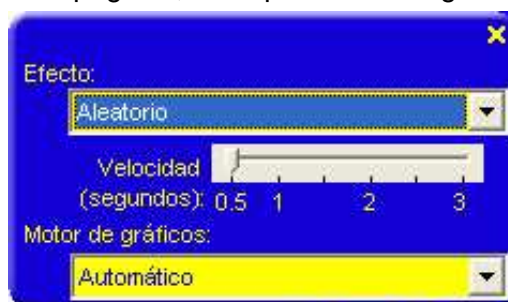 Efecto:
Aleatorio
Velocidad
(segundos): 0.5 1 2 3
Motor de gráficos:
Automático